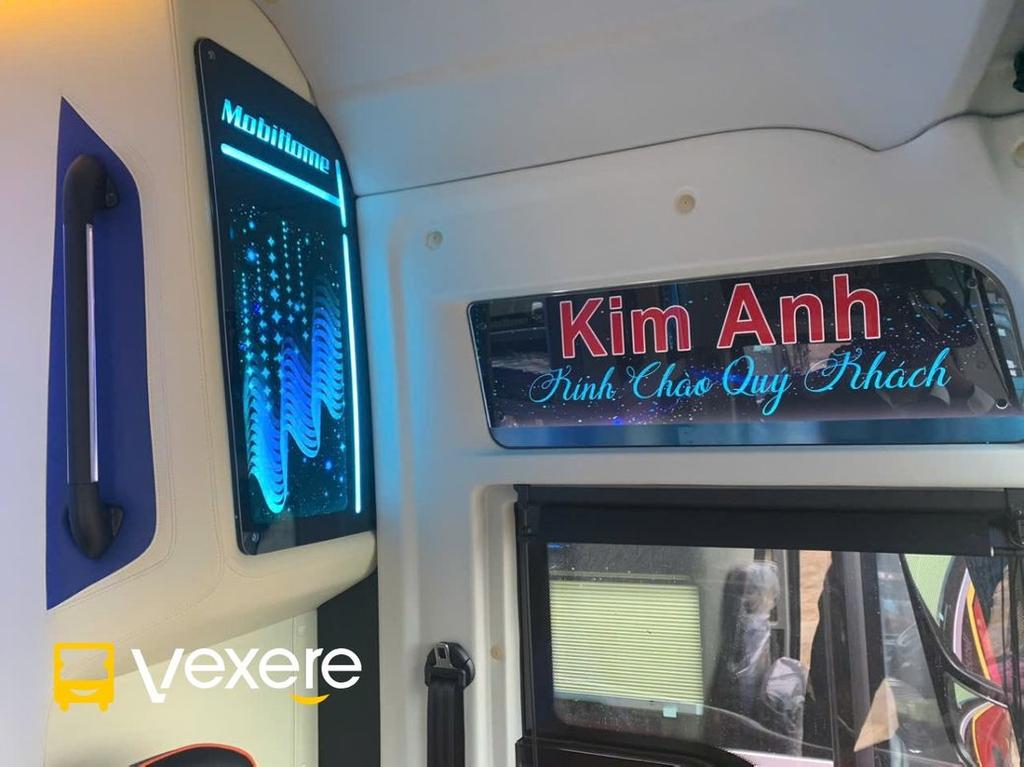 MobiHome
Kim Anh
Kính Chào Quý Khách
vexere